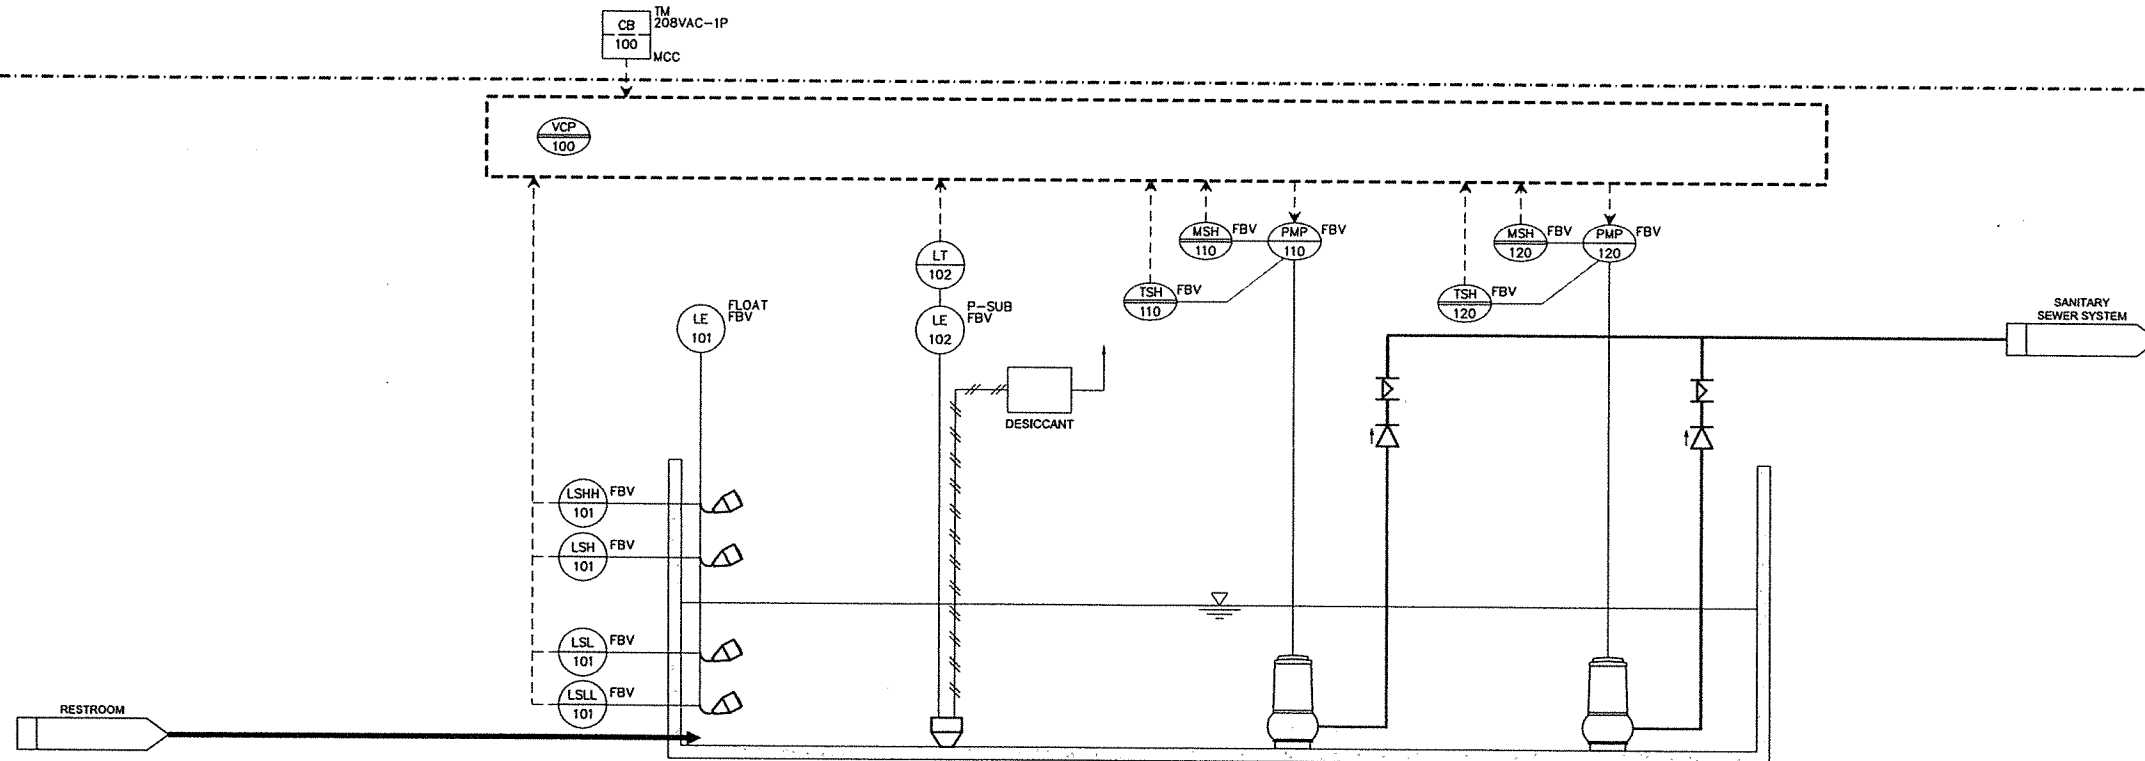 TM
208VAC-1P
CB
100
MCC
VCP
100
MSH
110
FBV
PMP
110
FBV
MSH
120
FBV
PMP
120
FBV
LT
102
TSH
110
FBV
TSH
120
FBV
FLOAT
FBV
LE
101
P-SUB
FBV
LE
102
SANITARY
SEWER SYSTEM
DESICCANT
LSHH
101
FBV
LSH
101
FBV
LSL
101
FBV
LSLL
101
FBV
RESTROOM